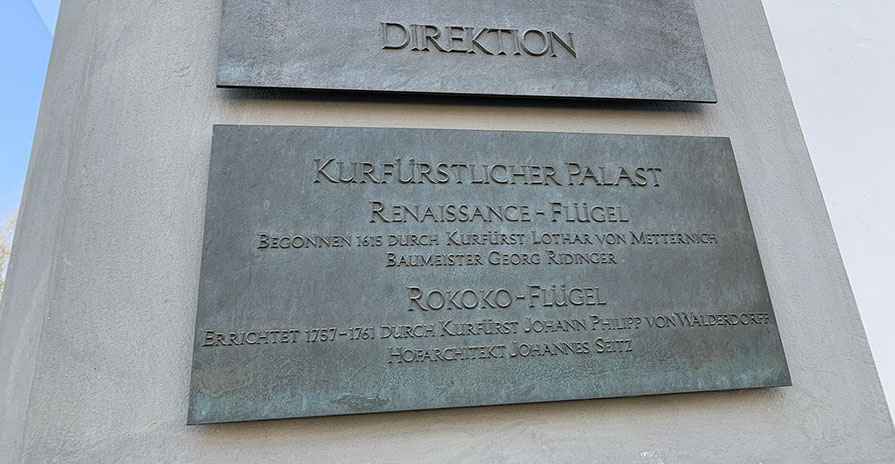 DIREKTION
KURFÜRSTLICHER PALAST
RENAISSANCE-FLÜGEL
BEGONNEN 1615 DURCH KURFÜRST LOTHAR VON METTERNICH
BAUMEISTER GEORG RIDINGER
ROKOKO-FLÜGEL
ERRICHTET 1757-1761 DURCH KURFÜRST JOHANN PHILIPP VON WALDERDORFF
HOFARCHITEKT JOHANNES SEITZ